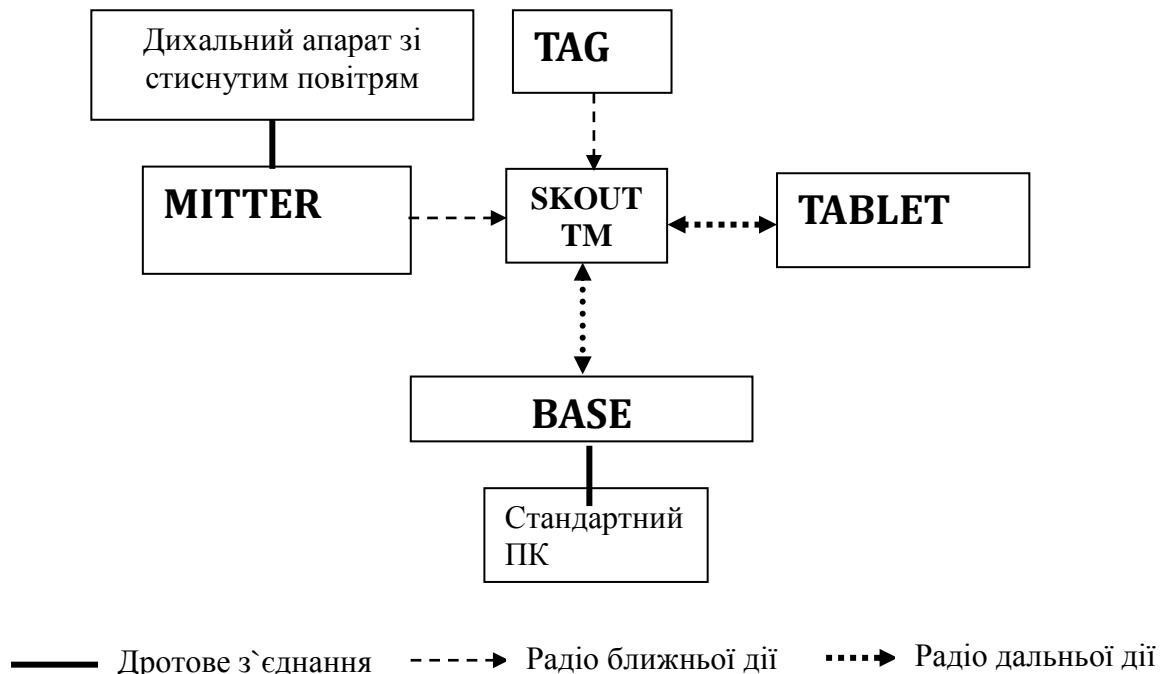 Дихальний апарат зі
стиснутим повітрям
TAG
MITTER
SKOUT
TM
TABLET
BASE
Стандартний
ПК
Дротове з`єднання
Радіо ближньої дії
Радіо дальньої дії